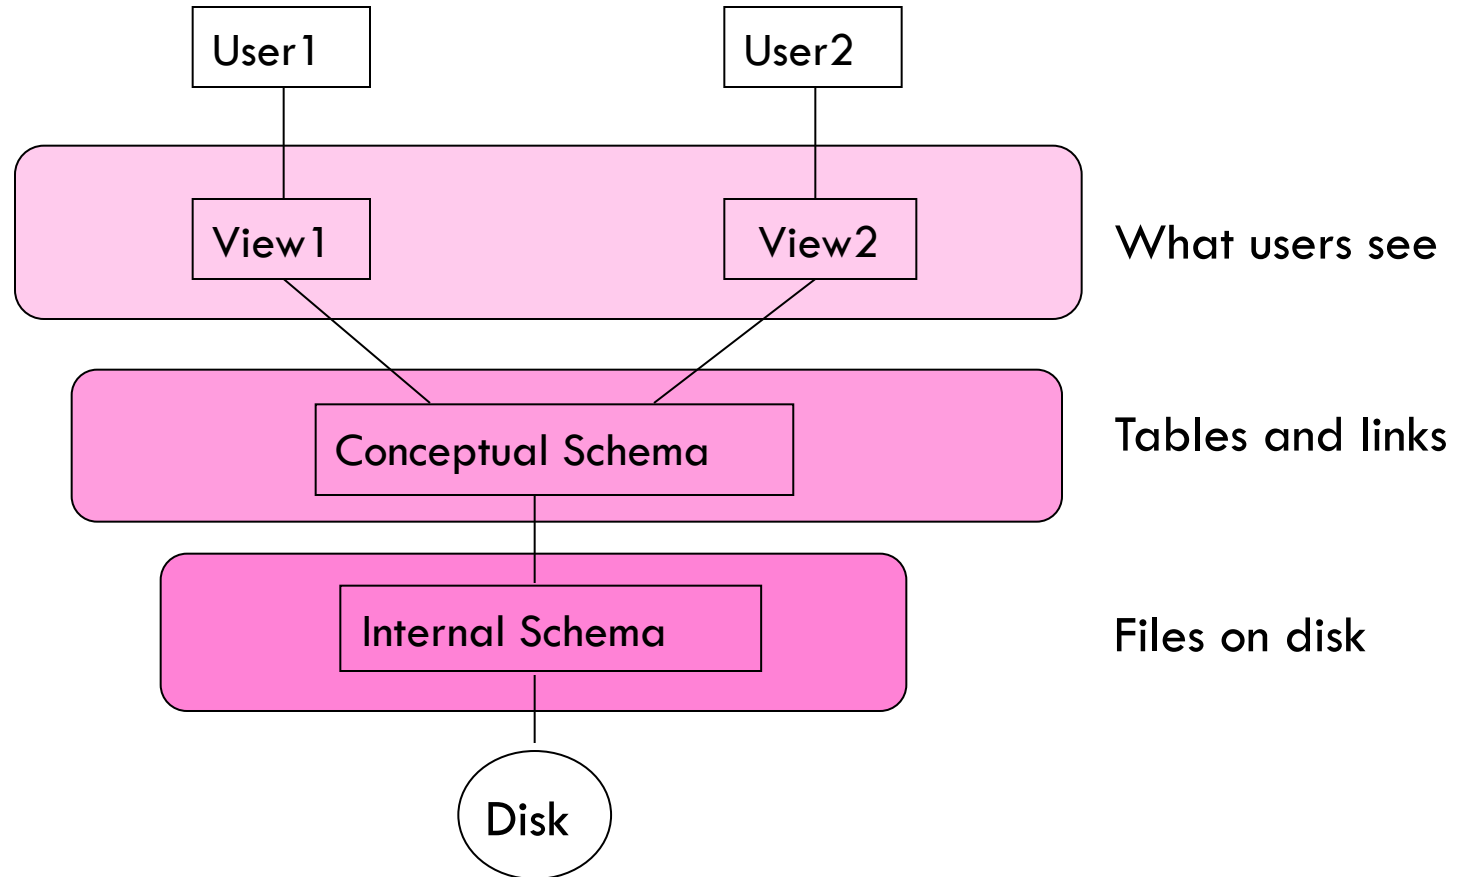 User1
User2
View1
View2
What users see
Conceptual Schema
Tables and links
Internal Schema
Files on disk
Disk